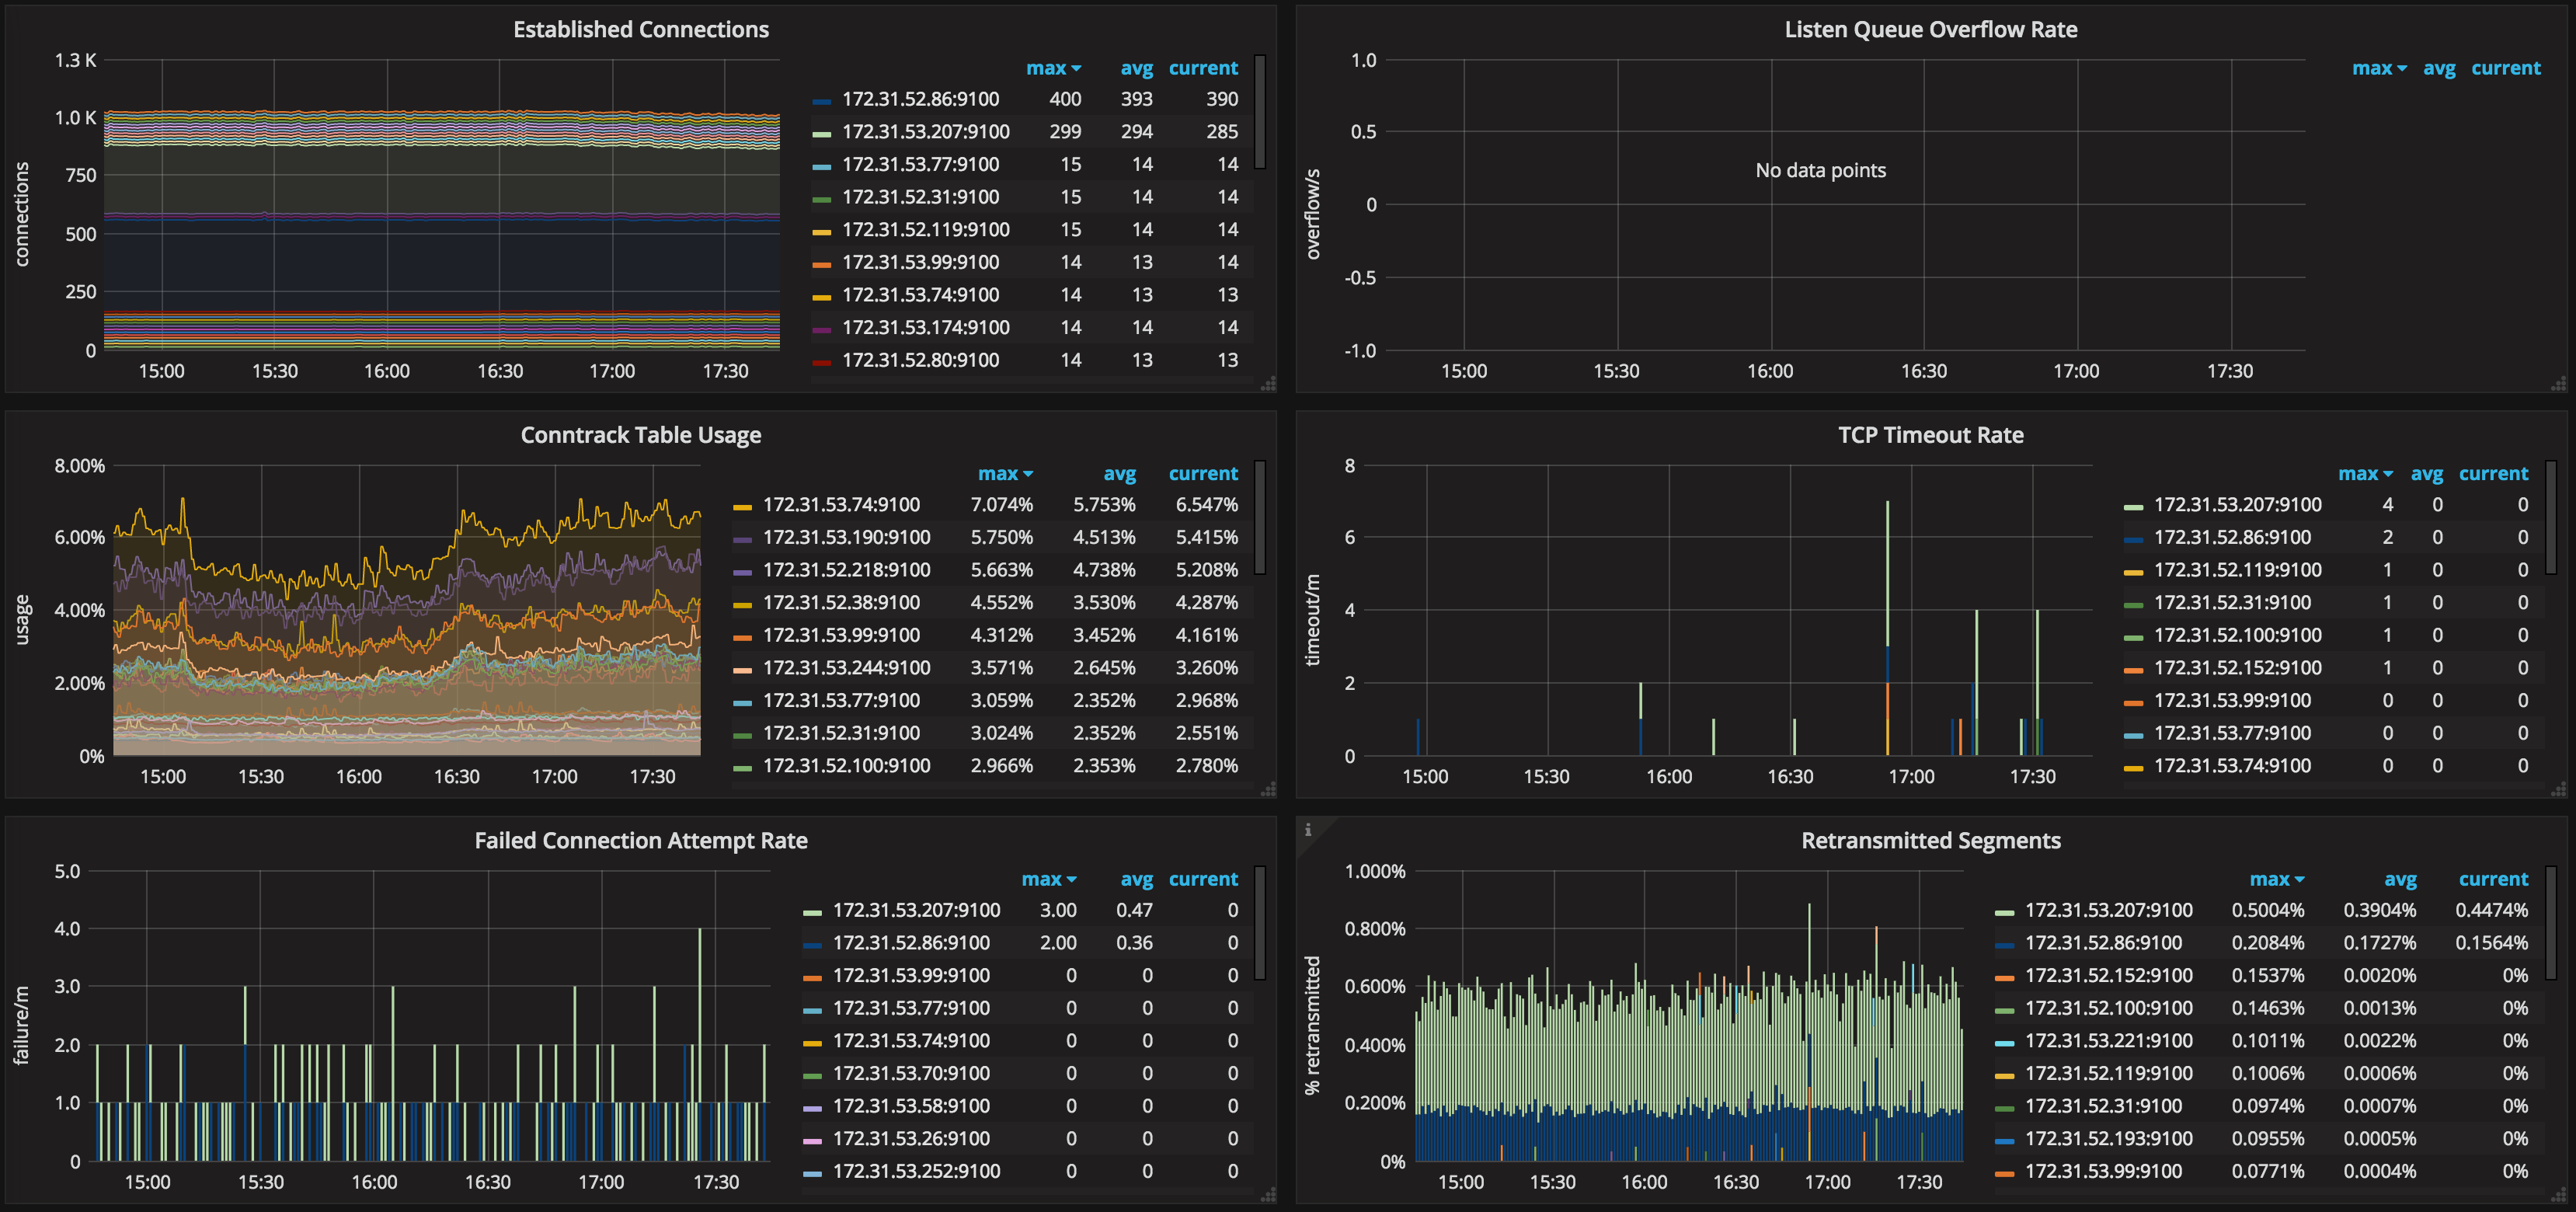 Established Connections
1.3 K
1.0 K
750
500
250
0
connections
15:00 15:30 16:00 16:30 17:00 17:30
max avg current
172.31.52.86:9100 400 393 390
172.31.53.207:9100 299 294 285
172.31.53.77:9100 15 14 14
172.31.52.31:9100 15 14 14
172.31.52.119:9100 15 14 14
172.31.53.99:9100 14 13 14
172.31.53.74:9100 14 13 13
172.31.53.174:9100 14 14 14
172.31.52.80:9100 14 13 13
Listen Queue Overflow Rate
1.0
0.5
0
-0.5
-1.0
overflow/s
No data points
15:00 15:30 16:00 16:30 17:00 17:30
max avg current
Conntrack Table Usage
8.00%
6.00%
4.00%
2.00%
0%
usage
15:00 15:30 16:00 16:30 17:00 17:30
max avg current
172.31.53.74:9100 7.074% 5.753% 6.547%
172.31.53.190:9100 5.750% 4.513% 5.415%
172.31.52.218:9100 5.663% 4.738% 5.208%
172.31.52.38:9100 4.552% 3.530% 4.287%
172.31.53.99:9100 4.312% 3.452% 4.161%
172.31.53.244:9100 3.571% 2.645% 3.260%
172.31.53.77:9100 3.059% 2.352% 2.968%
172.31.52.31:9100 3.024% 2.352% 2.551%
172.31.52.100:9100 2.966% 2.353% 2.780%
TCP Timeout Rate
8
6
4
2
0
timeout/m
15:00 15:30 16:00 16:30 17:00 17:30
max avg current
172.31.53.207:9100 4 0 0
172.31.52.86:9100 2 0 0
172.31.52.119:9100 1 0 0
172.31.52.31:9100 1 0 0
172.31.52.100:9100 1 0 0
172.31.52.152:9100 1 0 0
172.31.53.99:9100 0 0 0
172.31.53.77:9100 0 0 0
172.31.53.74:9100 0 0 0
Failed Connection Attempt Rate
5.0
4.0
3.0
2.0
1.0
0
failure/m
15:00 15:30 16:00 16:30 17:00 17:30
max avg current
172.31.53.207:9100 3.00 0.47 0
172.31.52.86:9100 2.00 0.36 0
172.31.53.99:9100 0 0 0
172.31.53.77:9100 0 0 0
172.31.53.74:9100 0 0 0
172.31.53.70:9100 0 0 0
172.31.53.58:9100 0 0 0
172.31.53.26:9100 0 0 0
172.31.53.252:9100 0 0 0
i
Retransmitted Segments
1.000%
0.800%
0.600%
0.400%
0.200%
0%
% retransmitted
15:00 15:30 16:00 16:30 17:00 17:30
max avg current
172.31.53.207:9100 0.5004% 0.3904% 0.4474%
172.31.52.86:9100 0.2084% 0.1727% 0.1564%
172.31.52.152:9100 0.1537% 0.0020% 0%
172.31.52.100:9100 0.1463% 0.0013% 0%
172.31.53.221:9100 0.1011% 0.0022% 0%
172.31.52.119:9100 0.1006% 0.0006% 0%
172.31.52.31:9100 0.0974% 0.0007% 0%
172.31.52.193:9100 0.0955% 0.0005% 0%
172.31.53.99:9100 0.0771% 0.0004% 0%